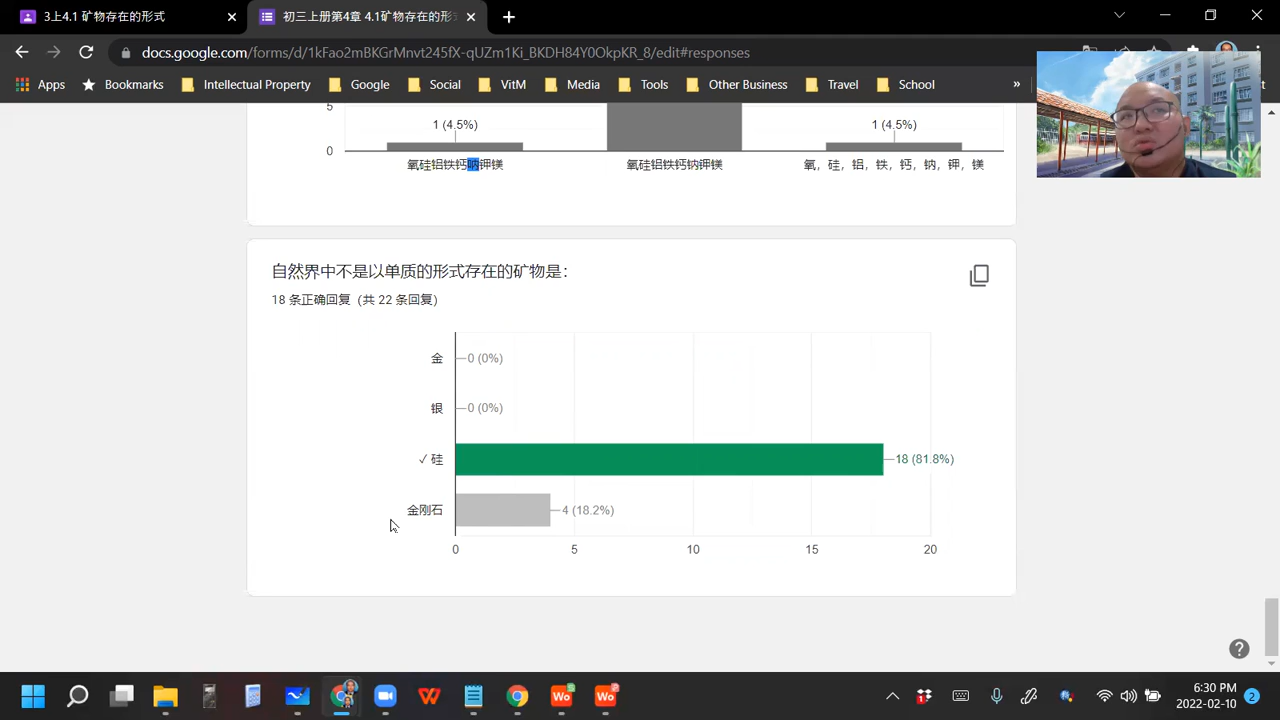 3上4.1 矿物存在的形式
初三上册第4章 4.1矿物存在的形
docs.google.com/forms/d/1kFao2mBKGrMnvt245fX-gUZm1Ki_BKDH84Y0OkpKR_8/edit#responses
Apps Bookmarks Intellectual Property Google Social VitM Media Tools Other Business Travel School »
5
1 (4.5%) 1 (4.5%)
0
氧硅铝铁钙呐钾镁 氧硅铝铁钙钠钾镁 氧，硅，铝，铁，钙，钠，钾，镁
自然界中不是以单质的形式存在的矿物是：
18 条正确回复（共 22 条回复）
金 0 (0%)
银 0 (0%)
✓ 硅 18 (81.8%)
金刚石 4 (18.2%)
0 5 10 15 20
6:30 PM
2022-02-10
2